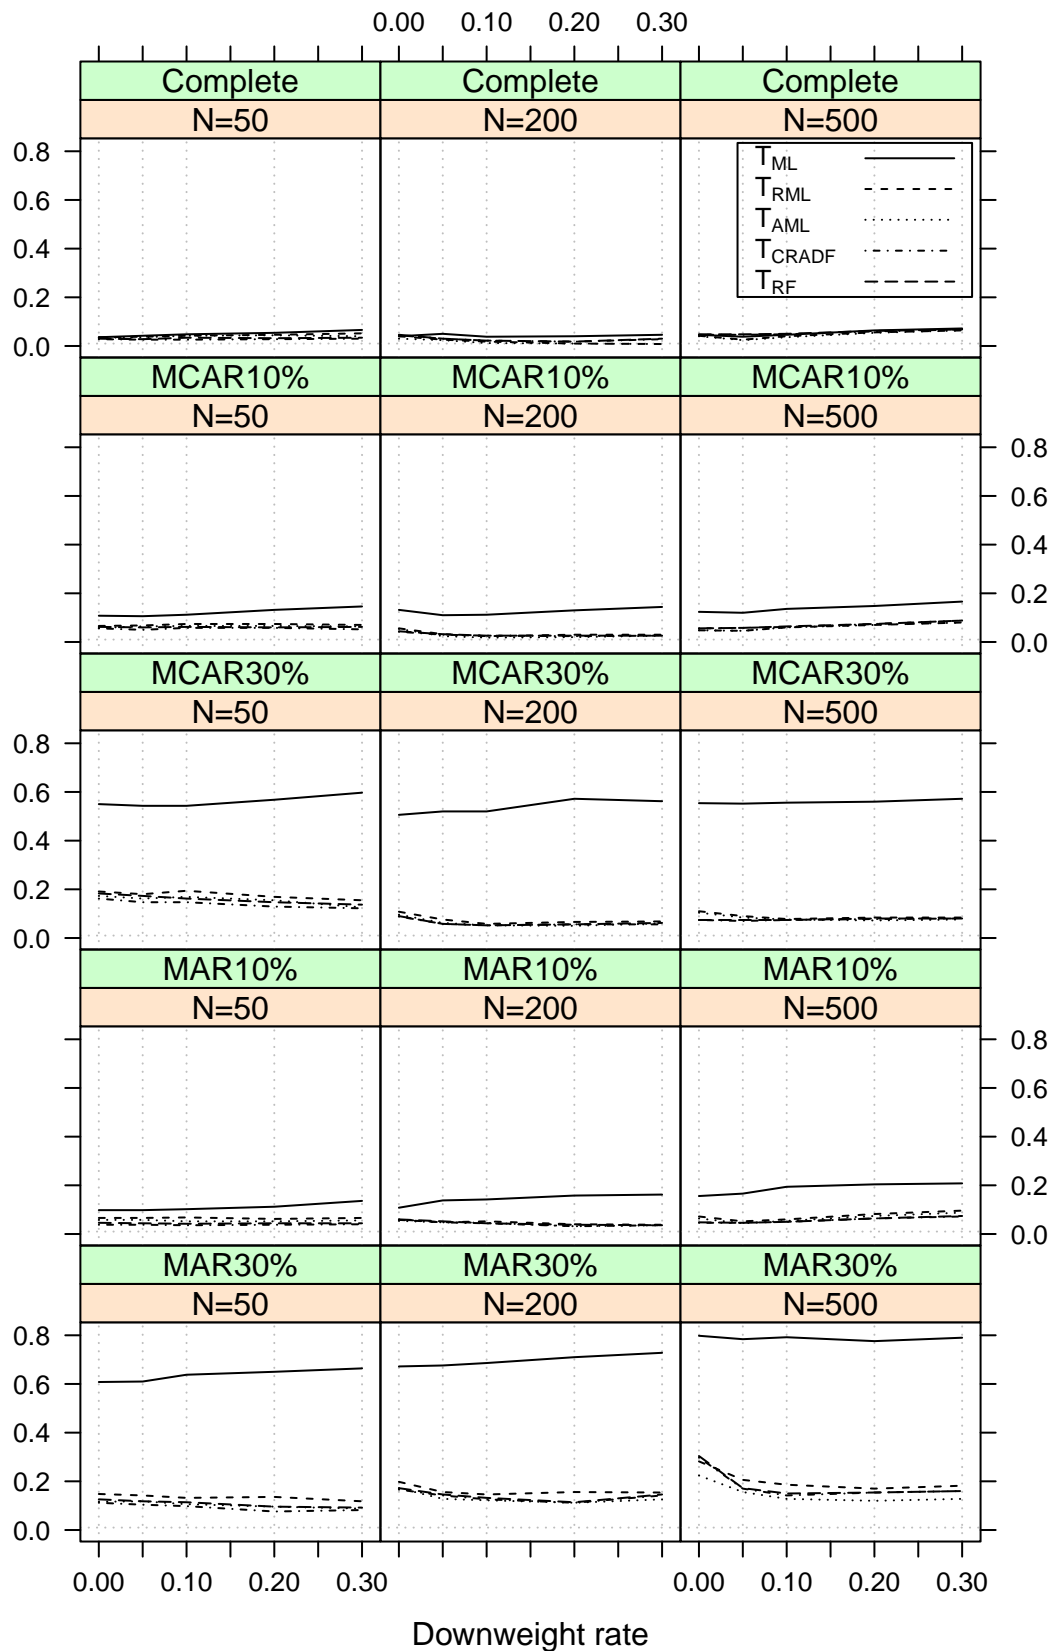 0.00 0.10 0.20 0.30
Complete Complete Complete
N=50 N=200 N=500
0.8
0.6
0.4
0.2
0.0
T_ML
T_RML
T_AML
T_CRADF
T_RF
MCAR10% MCAR10% MCAR10%
N=50 N=200 N=500
0.8
0.6
0.4
0.2
0.0
MCAR30% MCAR30% MCAR30%
N=50 N=200 N=500
0.8
0.6
0.4
0.2
0.0
MAR10% MAR10% MAR10%
N=50 N=200 N=500
0.8
0.6
0.4
0.2
0.0
MAR30% MAR30% MAR30%
N=50 N=200 N=500
0.8
0.6
0.4
0.2
0.0
0.00 0.10 0.20 0.30 0.00 0.10 0.20 0.30
Downweight rate